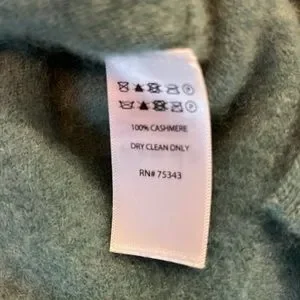 100% CASHMERE
DRY CLEAN ONLY
RN# 75343